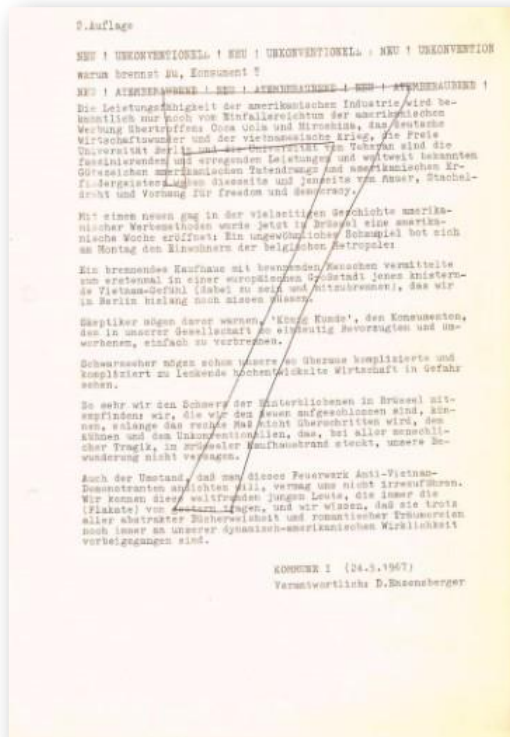 2.Auflage
NEU ! UNKONVENTIONELL ! NEU ! UNKONVENTIONELL ! NEU ! UNKONVENTION
Warum brennst Du, Konsument ?
NEU ! ATEMBERAUBEND ! NEU ! ATEMBERAUBEND ! NEU ! ATEMBERAUBEND !
Die Leistungsfähigkeit der amerikanischen Industrie wird be-
kanntlich nur noch vom Einfallsreichtum der amerikanischen
Werbung übertroffen: Coca Cola und Hiroshima, das deutsche
Wirtschaftswunder und der vietnamesische Krieg, die Freie
Universität Berlin und die Universität von Teheran sind die
faszinierenden und erregenden Leistungen und weltweit bekannten
Gütezeichen amerikanischen Tatendrangs und amerikanischen Er-
findergeistes; werben diesseits und jenseits von Mauer, Stachel-
draht und Vorhang für freedom und democracy.
Mit einem neuen gag in der vielseitigen Geschichte amerika-
nischer Werbemethoden wurde jetzt in Brüssel eine amerika-
nische Woche eröffnet: Ein ungewöhnliches Schauspiel bot sich
am Montag den Einwohnern der belgischen Metropole:
Ein brennendes Kaufhaus mit brennenden Menschen vermittelte
zum erstenmal in einer europäischen Großstadt jenes knistern-
de Vietnam-Gefühl (dabei zu sein und mitzubrennen), das wir
in Berlin bislang noch missen müssen.
Skeptiker mögen davor warnen, 'König Kunde', den Konsumenten,
den in unserer Gesellschaft so eindeutig Bevorzugten und Um-
worbenen, einfach zu verbrennen.
Schwarzseher mögen schon unsere so überaus komplizierte und
kompliziert zu lenkende hochentwickelte Wirtschaft in Gefahr
sehen.
So sehr wir den Schmerz der Hinterbliebenen in Brüssel mit-
empfinden: wir, die wir dem Neuen aufgeschlossen sind, kön-
nen, solange das rechte Maß nicht überschritten wird, dem
Kühnen und dem Unkonventionellen, das, bei aller menschli-
cher Tragik, im Brüsseler Kaufhausbrand steckt, unsere Be-
wunderung nicht versagen.
Auch der Umstand, daß man dieses Feuerwerk Anti-Vietnam-
Demonstranten andichten will, vermag uns nicht irrezuführen.
Wir kennen diese weltfremden jungen Leute, die immer die
(Plakate) von gestern tragen, und wir wissen, daß sie trotz
aller abstrakter Bücherweisheit und romantischer Träumereien
noch immer an unserer dynamisch-amerikanischen Wirklichkeit
vorbeigegangen sind.
KOMMUNE I (24.5.1967)
Verantwortlich: D.Enzensberger